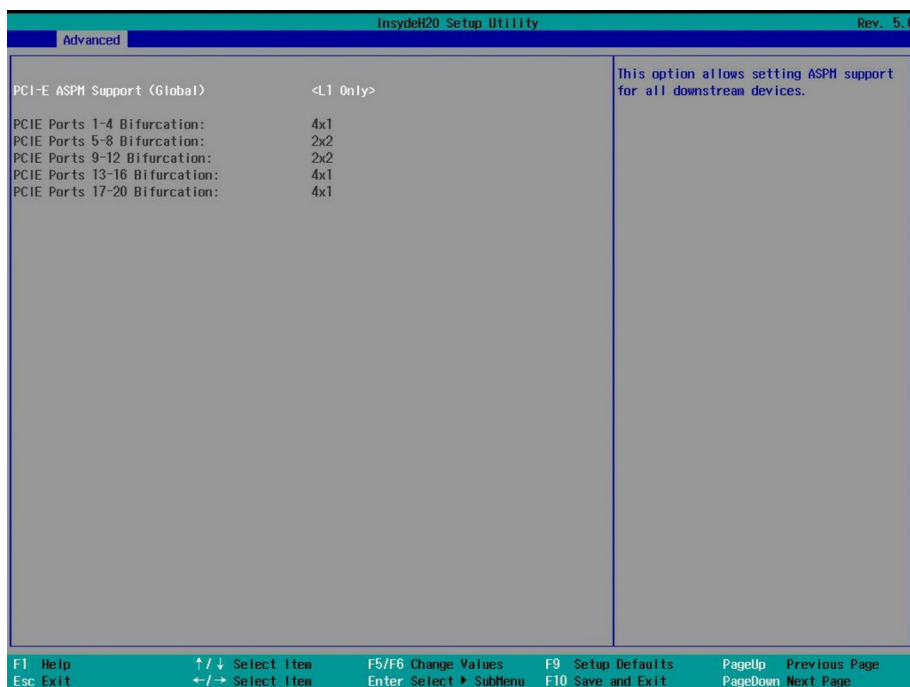 InsydeH20 Setup Utility Rev. 5.
Advanced
PCI-E ASPM Support (Global) <L1 Only>
This option allows setting ASPM support
for all downstream devices.
PCIE Ports 1-4 Bifurcation: 4x1
PCIE Ports 5-8 Bifurcation: 2x2
PCIE Ports 9-12 Bifurcation: 2x2
PCIE Ports 13-16 Bifurcation: 4x1
PCIE Ports 17-20 Bifurcation: 4x1
F1 Help ↑/↓ Select Item F5/F6 Change Values F9 Setup Defaults PageUp Previous Page
Esc Exit ←/→ Select Item Enter Select ▶ SubMenu F10 Save and Exit PageDown Next Page